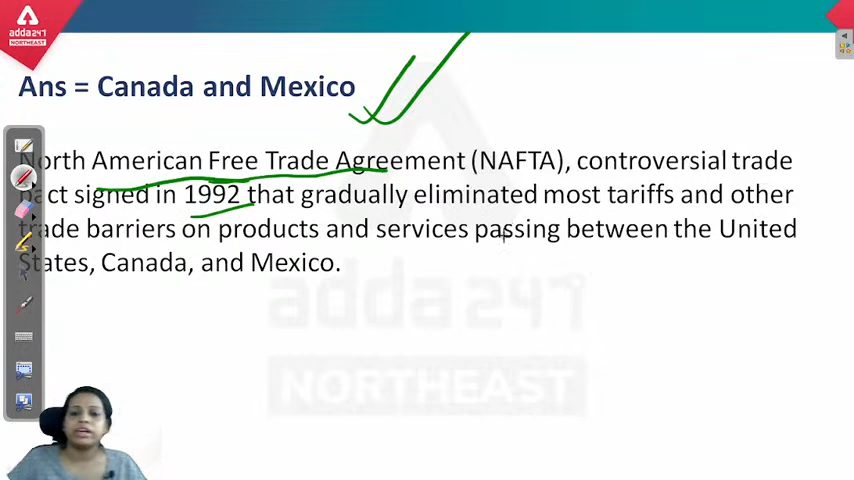 adda247
NORTHEAST
Ans = Canada and Mexico
North American Free Trade Agreement (NAFTA), controversial trade
pact signed in 1992 that gradually eliminated most tariffs and other
trade barriers on products and services passing between the United
States, Canada, and Mexico.
adda 247
NORTHEAST